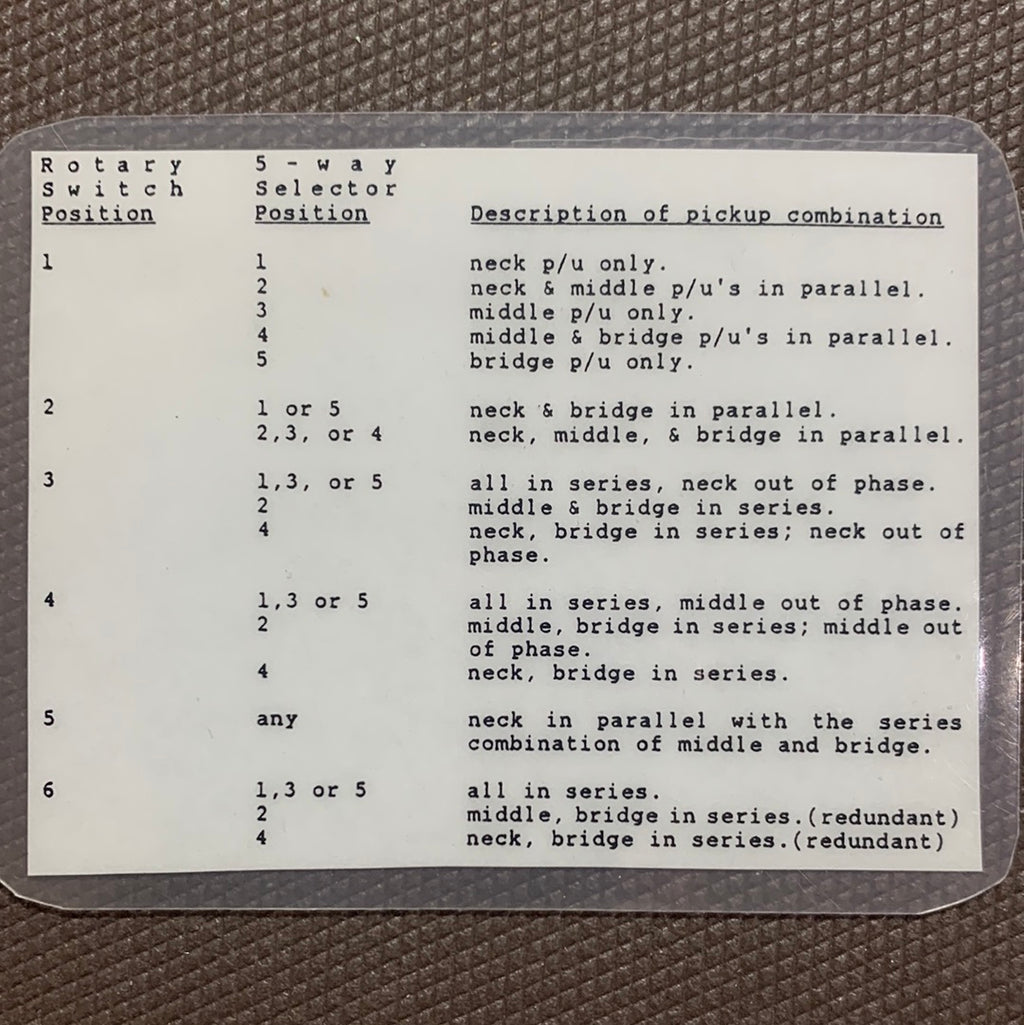 Rotary 5-way
Switch Selector
Position Position Description of pickup combination
1 1 neck p/u only.
2 neck & middle p/u's in parallel.
3 middle p/u only.
4 middle & bridge p/u's in parallel.
5 bridge p/u only.
2 1 or 5 neck & bridge in parallel.
2,3, or 4 neck, middle, & bridge in parallel.
3 1,3, or 5 all in series, neck out of phase.
2 middle & bridge in series.
4 neck, bridge in series; neck out of
phase.
4 1,3 or 5 all in series, middle out of phase.
2 middle, bridge in series; middle out
of phase.
4 neck, bridge in series.
5 any neck in parallel with the series
combination of middle and bridge.
6 1,3 or 5 all in series.
2 middle, bridge in series.(redundant)
4 neck, bridge in series.(redundant)